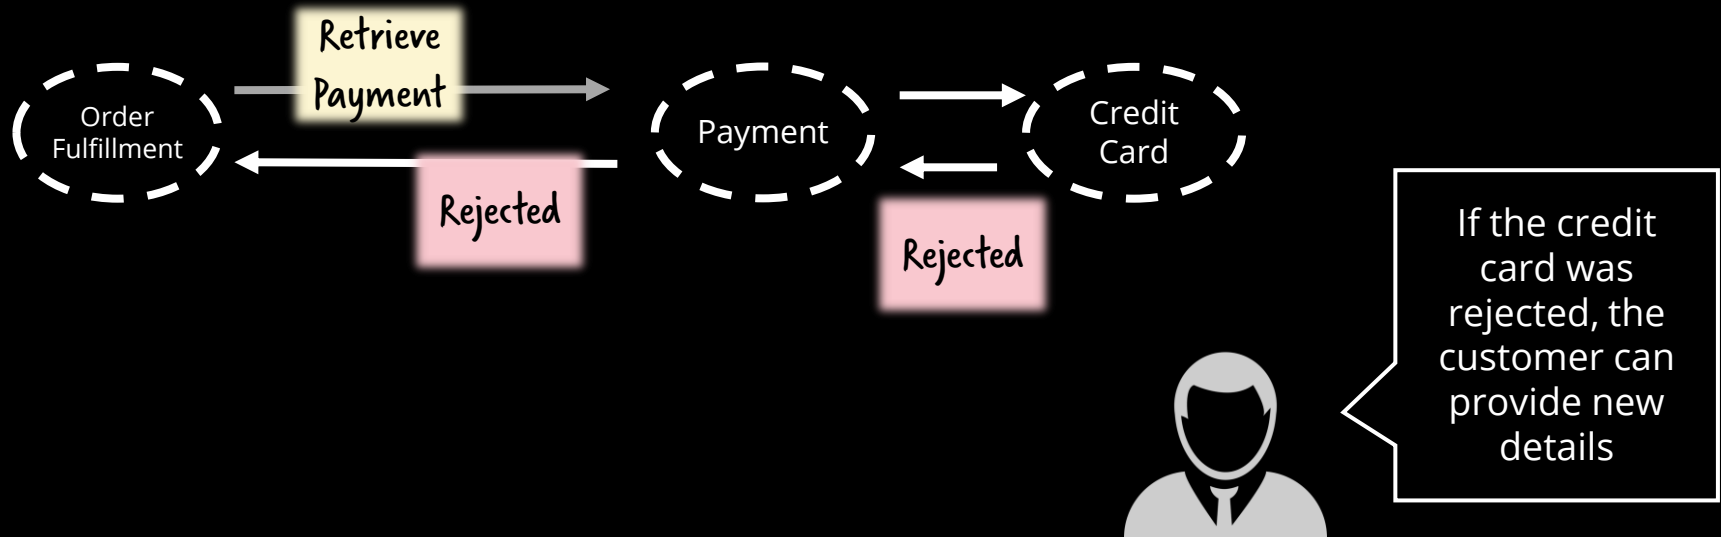 Retrieve
Payment
Order
Fulfillment
Payment
Credit
Card
Rejected
Rejected
If the credit
card was
rejected, the
customer can
provide new
details